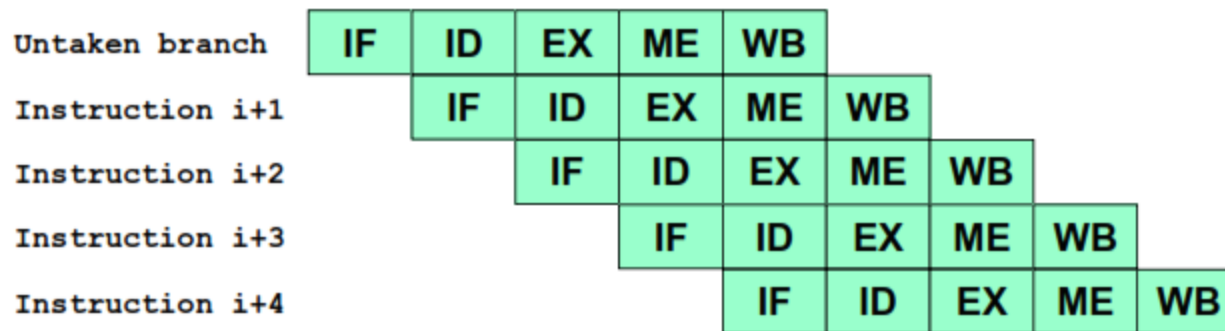 Untaken branch IF ID EX ME WB
Instruction i+1 IF ID EX ME WB
Instruction i+2 IF ID EX ME WB
Instruction i+3 IF ID EX ME WB
Instruction i+4 IF ID EX ME WB